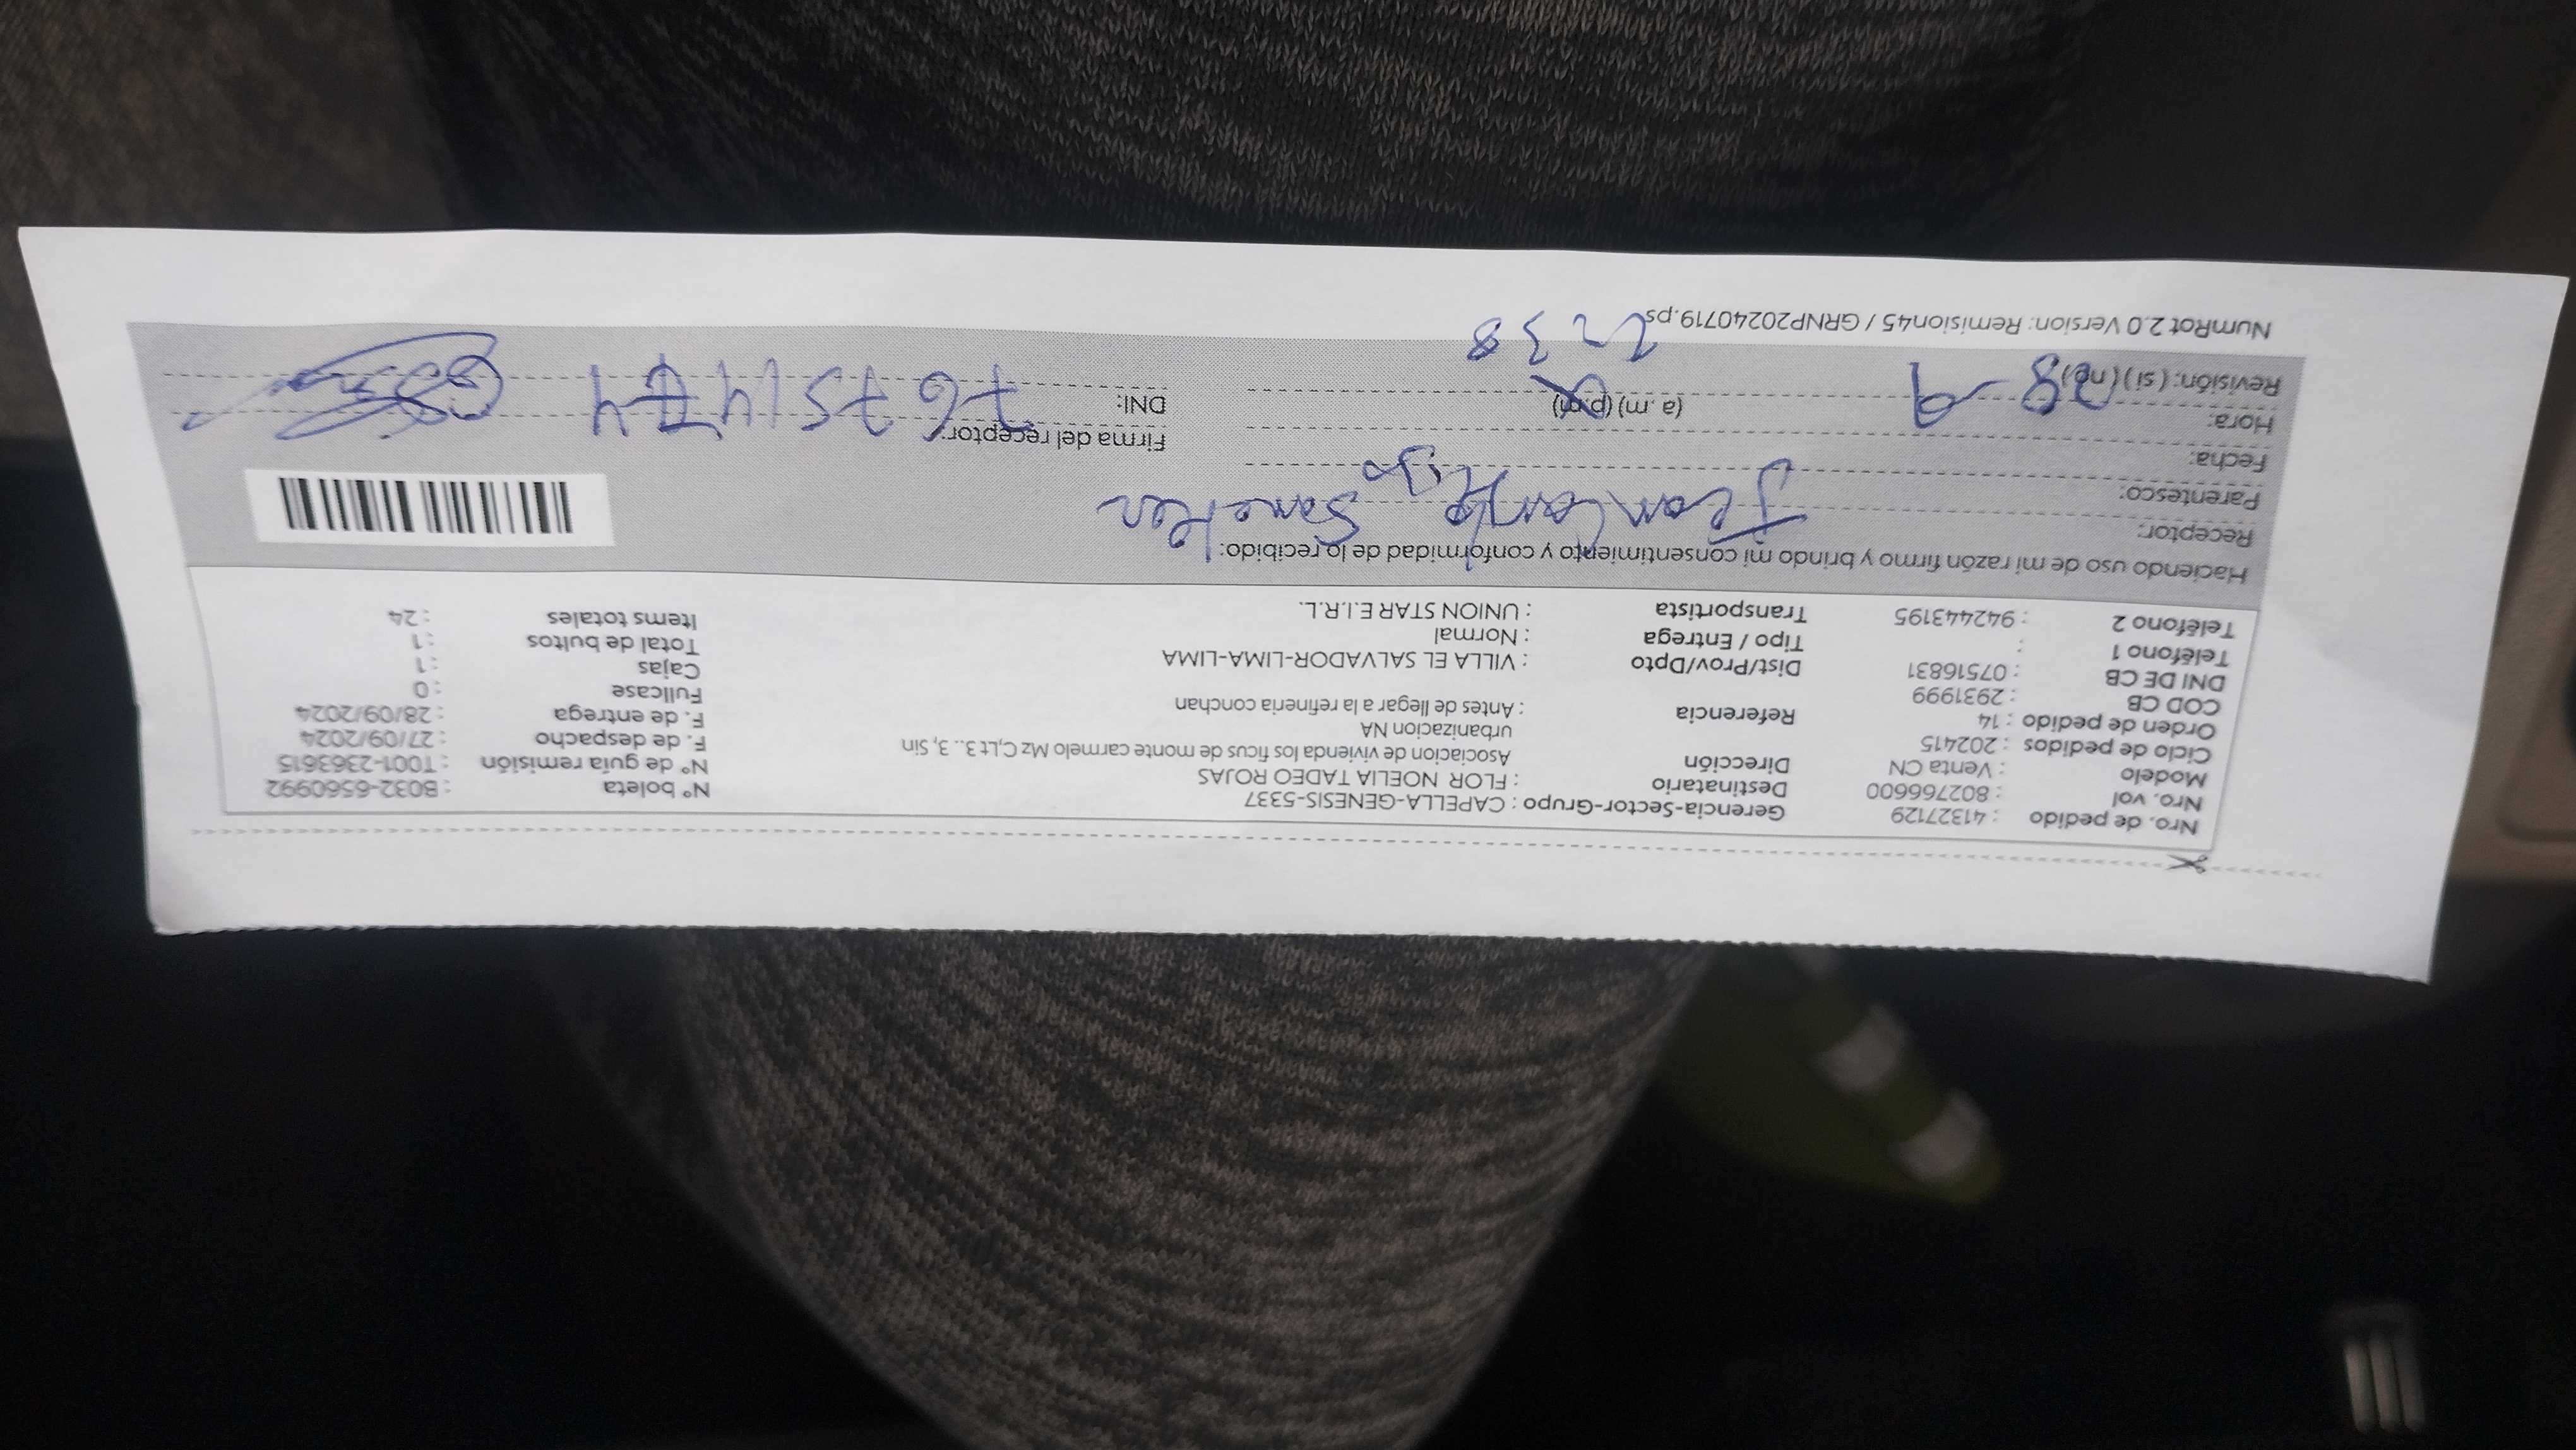 Nro. de pedido : 41327129 Gerencia-Sector-Grupo : CAPELLA-GENESIS-5337 N° boleta : B032-6560992
Nro. vol : 802766600 Destinatario : FLOR NOELIA TADEO ROJAS N° de guía remisión : T001-2363615
Modelo : Venta CN Dirección Asociacion de vivienda los ficus de monte carmelo Mz C,Lt 3.. 3, Sin F. de despacho : 27/09/2024
Ciclo de pedidos : 202415 urbanizacion NA F. de entrega : 28/09/2024
Orden de pedido : 14 Referencia : Antes de llegar a la refineria conchan Fullcase : 0
COD CB : 2931999 Cajas : 1
DNI DE CB : 07516831 Dist/Prov/Dpto : VILLA EL SALVADOR-LIMA-LIMA Total de bultos : 1
Teléfono 1 : Tipo / Entrega : Normal Items totales : 24
Teléfono 2 : 942443195 Transportista : UNION STAR E.I.R.L.
Haciendo uso de mi razón firmo y brindo mi consentimiento y conformidad de lo recibido:
Receptor: Jean
Parentesco: Hijo
Fecha: Firma del receptor:
Hora: 28-9 (a. m) (p.m) DNI:
Revisión: (si) (no)
NumRot 2.0 Version: Remision45 / GRNP20240719.ps